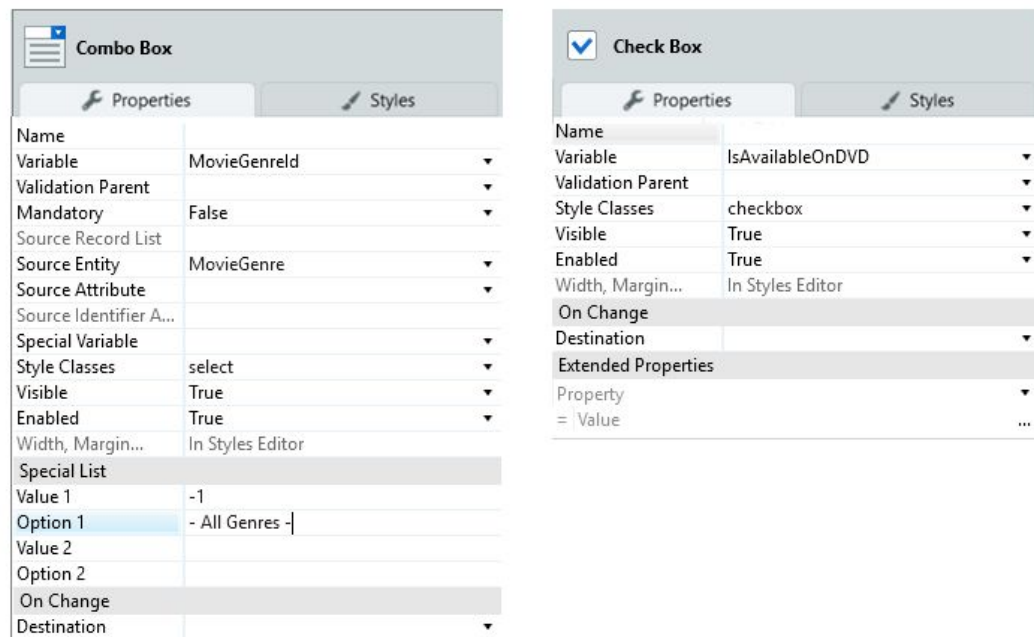 Combo Box
Properties
Styles
Name
Variable MovieGenreId
Validation Parent
Mandatory False
Source Record List
Source Entity MovieGenre
Source Attribute
Source Identifier A...
Special Variable
Style Classes select
Visible True
Enabled True
Width, Margin... In Styles Editor
Special List
Value 1 -1
Option 1 - All Genres -
Value 2
Option 2
On Change
Destination
Check Box
Properties
Styles
Name
Variable IsAvailableOnDVD
Validation Parent
Style Classes checkbox
Visible True
Enabled True
Width, Margin... In Styles Editor
On Change
Destination
Extended Properties
Property
= Value ...